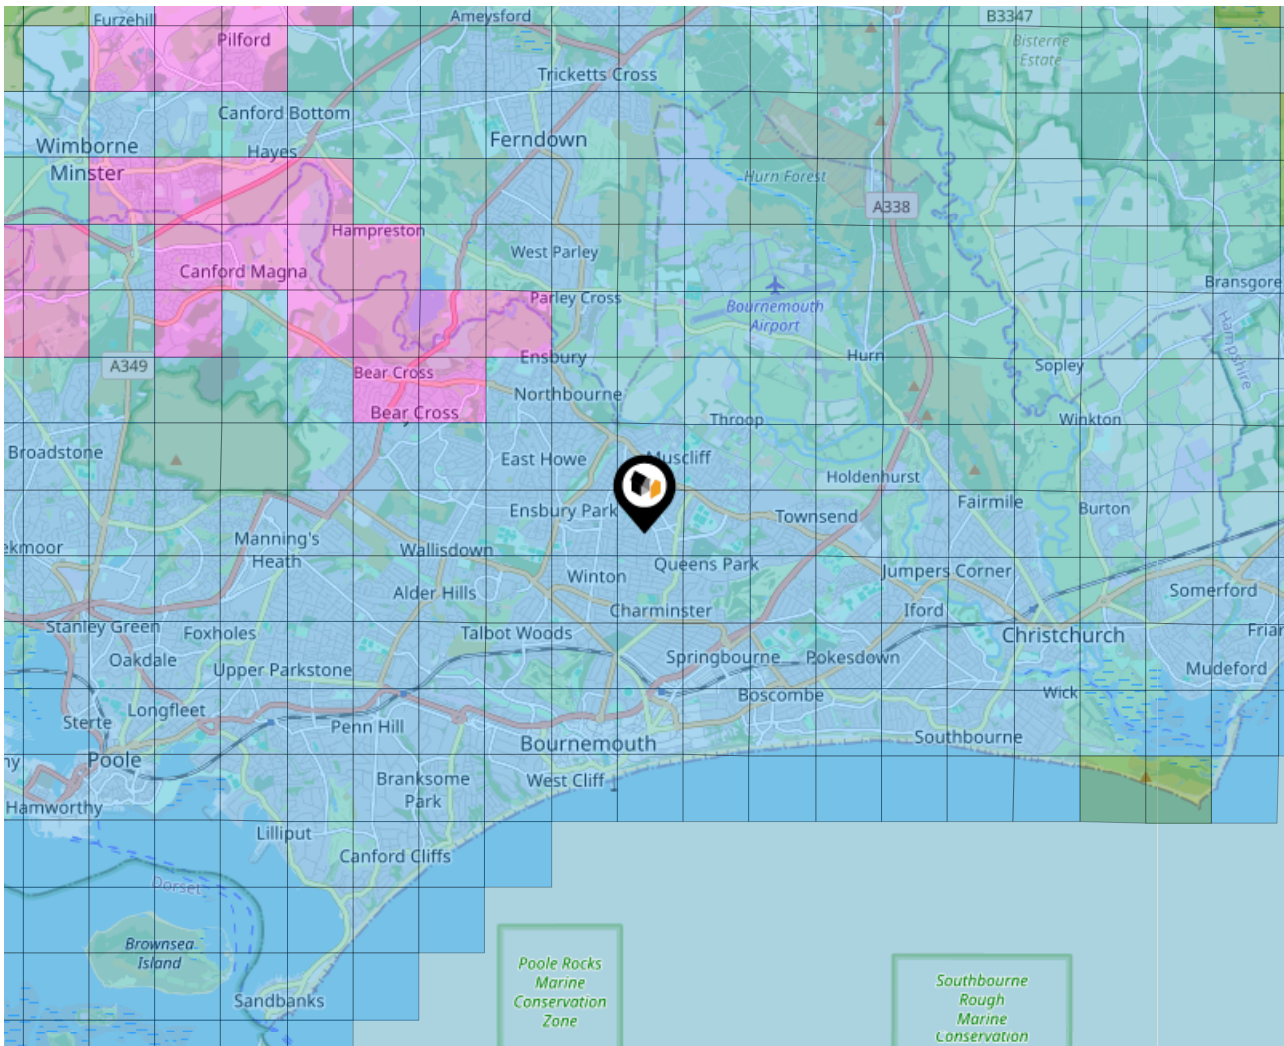 Furzehill
Ameysford
B3347
Pilford
Bisterne
Estate
Tricketts Cross
Canford Bottom
Ferndown
Wimborne
Minster
Hayes
Hurn Forest
A338
Hampreston
West Parley
Canford Magna
Bransgore
Parley Cross
Bournemouth
Airport
Hampshire
Ensbury
Hurn
A349
Bear Cross
Sopley
Northbourne
Bear Cross
Throop
Winkton
Broadstone
East Howe
Muscliff
Holdenhurst
Fairmile
Ensbury Park
Townsend
Burton
Manning's
Heath
ekmoor
Wallisdown
Queens Park
Winton
Jumpers Corner
Alder Hills
Somerford
Charminster
Iford
Stanley Green
Foxholes
Talbot Woods
Christchurch
Friar
Oakdale
Upper Parkstone
Springbourne
Pokesdown
Mudeford
Boscombe
Wick
Longfleet
Sterte
Penn Hill
Bournemouth
Southbourne
ny
Poole
Branksome
Park
West Cliff
Hamworthy
Lilliput
Canford Cliffs
Dorset
Brownsea
Island
Sandbanks
Poole Rocks
Marine
Conservation
Zone
Southbourne
Rough
Marine
Conservation